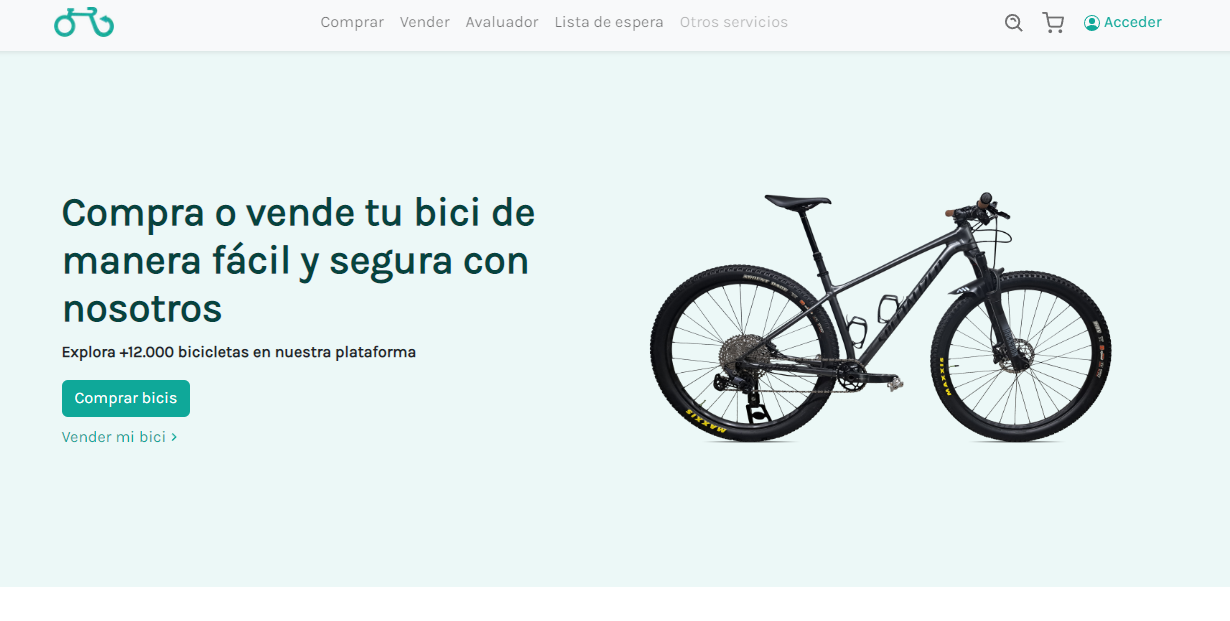 Comprar Vender Avaluador Lista de espera Otros servicios Acceder
Compra o vende tu bici de
manera fácil y segura con
nosotros
Explora +12.000 bicicletas en nuestra plataforma
Comprar bicis
Vender mi bici >
MAXXIS
MAXXIS